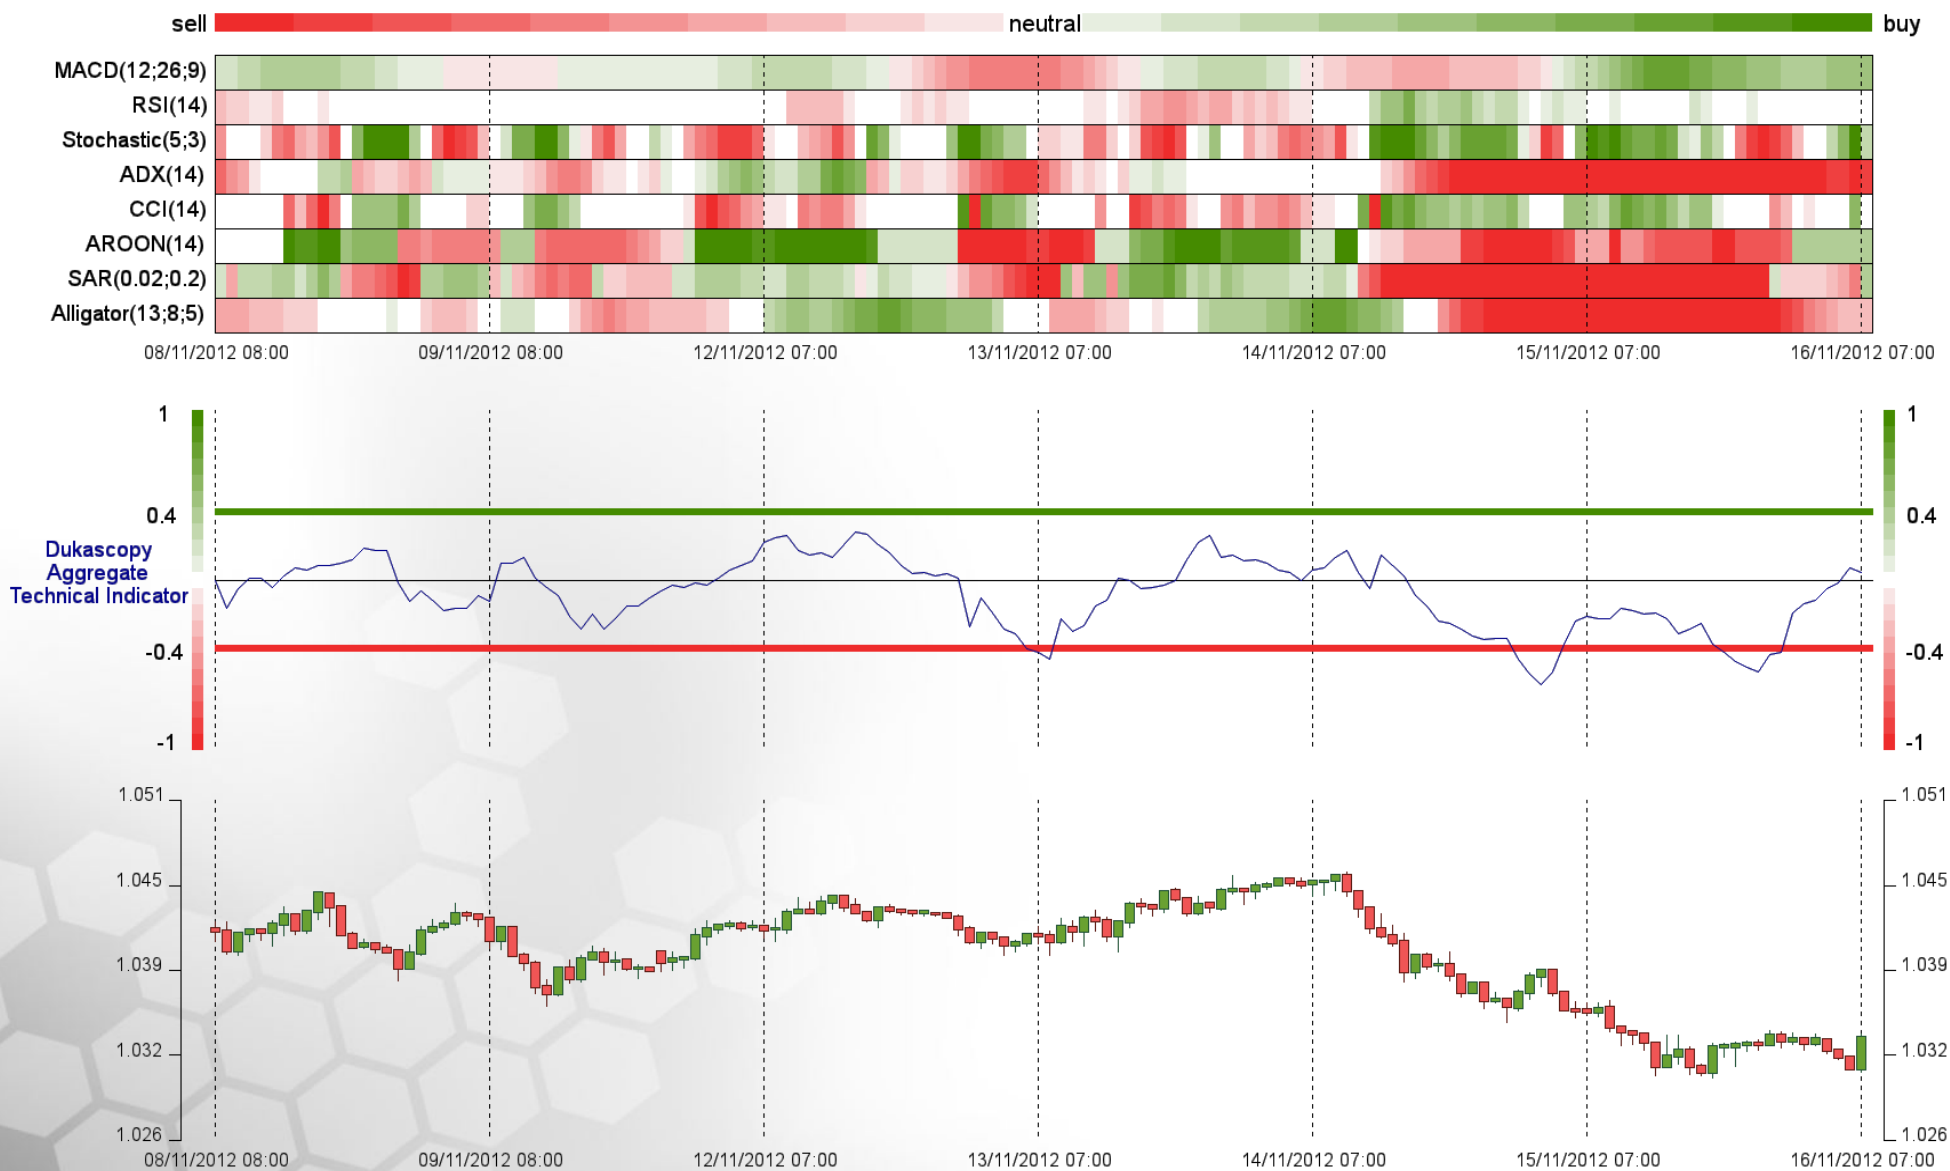 sell neutral buy
MACD(12;26;9)
RSI(14)
Stochastic(5;3)
ADX(14)
CCI(14)
AROON(14)
SAR(0.02;0.2)
Alligator(13;8;5)
08/11/2012 08:00 09/11/2012 08:00 12/11/2012 07:00 13/11/2012 07:00 14/11/2012 07:00 15/11/2012 07:00 16/11/2012 07:00
1 1
0.4 0.4
Dukascopy
Aggregate
Technical Indicator
-0.4 -0.4
-1 -1
1.051 1.051
1.045 1.045
1.039 1.039
1.032 1.032
1.026 1.026
08/11/2012 08:00 09/11/2012 08:00 12/11/2012 07:00 13/11/2012 07:00 14/11/2012 07:00 15/11/2012 07:00 16/11/2012 07:00